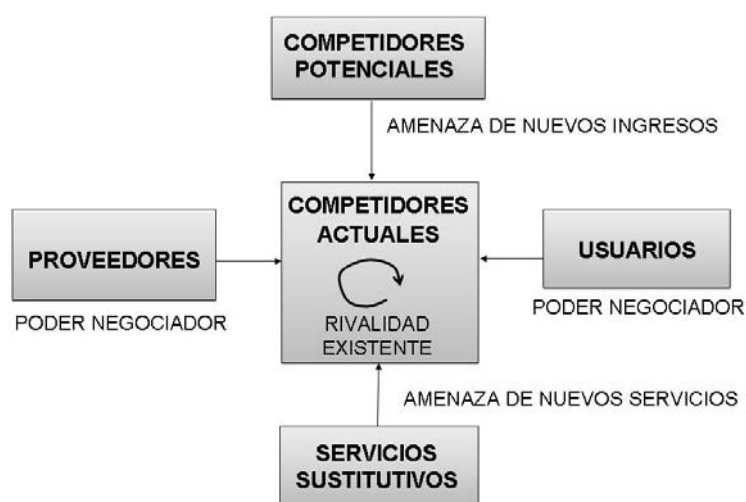 COMPETIDORES
POTENCIALES
AMENAZA DE NUEVOS INGRESOS
COMPETIDORES
ACTUALES
PROVEEDORES
USUARIOS
PODER NEGOCIADOR
PODER NEGOCIADOR
RIVALIDAD
EXISTENTE
AMENAZA DE NUEVOS SERVICIOS
SERVICIOS
SUSTITUTIVOS